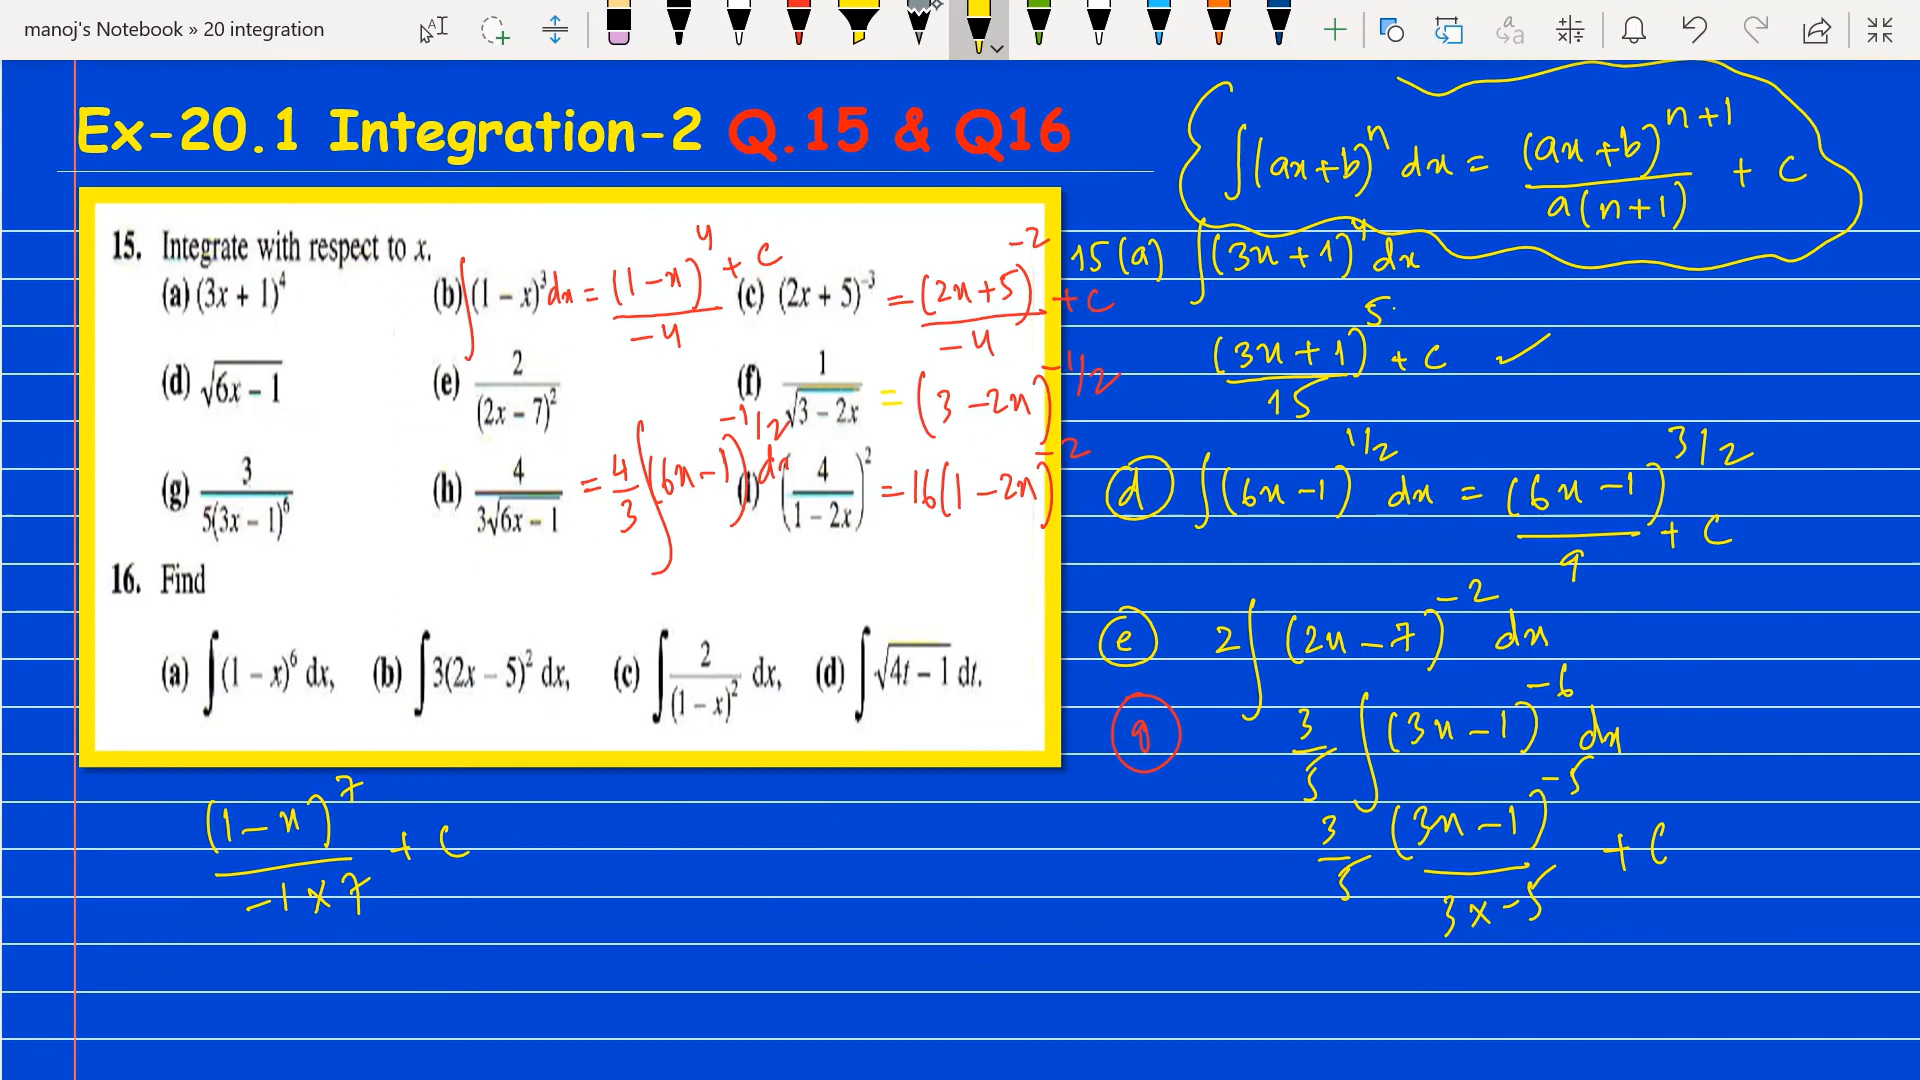 manoj's Notebook » 20 integration
Ex-20.1 Integration-2 Q.15 & Q16
∫(ax+b)^n dx = (ax+b)^(n+1) / a(n+1) + c
15. Integrate with respect to x.
(a) (3x + 1)^4
(b) ∫(1 – x)^3 dx = (1-x)^4 / -4 + c
(c) (2x + 5)^-3 = (2x+5)^-2 / -4 + c
(d) √(6x – 1)
(e) 2 / (2x – 7)^2
(f) 1 / √(3 – 2x) = (3-2x)^-1/2
(g) 3 / 5(3x – 1)^6
(h) 4 / 3√(6x – 1) = 4/3 ∫(6x-1)^-1/2 dx
(i) (4 / (1 – 2x))^2 = 16(1-2x)^-2
16. Find
(a) ∫(1 – x)^6 dx, (b) ∫3(2x – 5)^2 dx, (c) ∫ 2 / (1 – x)^2 dx, (d) ∫√(4t – 1) dt.
(1-x)^7 / -1×7 + c
15(a) ∫(3x+1)^4 dx
(3x+1)^5 / 15 + c ✓
(d) ∫(6x-1)^1/2 dx = (6x-1)^3/2 / 9 + c
(e) 2∫(2x-7)^-2 dx
(g) 3/5 ∫(3x-1)^-6 dx
3/5 (3x-1)^-5 / 3×-5 + c